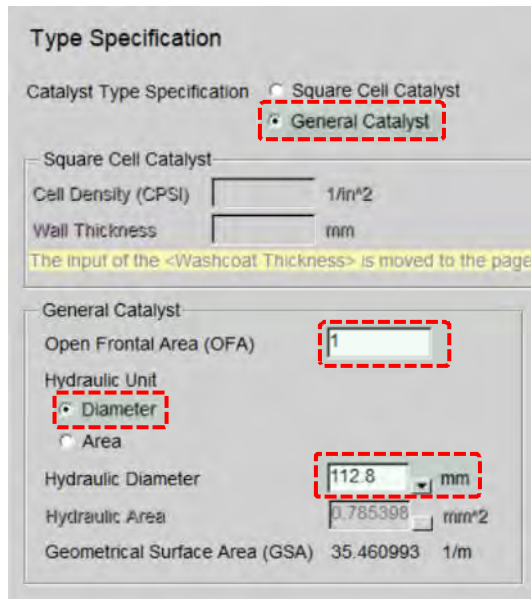 Type Specification
Catalyst Type Specification Square Cell Catalyst
General Catalyst
Square Cell Catalyst
Cell Density (CPSI) 1/in^2
Wall Thickness mm
The input of the <Washcoat Thickness> is moved to the page
General Catalyst
Open Frontal Area (OFA) 1
Hydraulic Unit
Diameter
Area
Hydraulic Diameter 112.8 mm
Hydraulic Area 0.785398 mm^2
Geometrical Surface Area (GSA) 35.460993 1/m